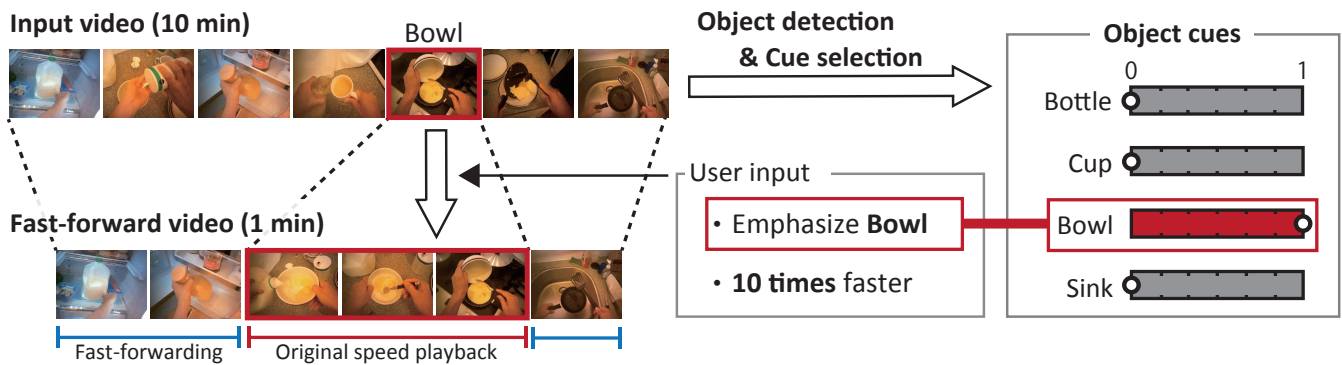 Input video (10 min)
Bowl
Object detection
& Cue selection
Object cues
0 1
Bottle
Cup
Bowl
Sink
User input
• Emphasize Bowl
• 10 times faster
Fast-forward video (1 min)
Fast-forwarding
Original speed playback